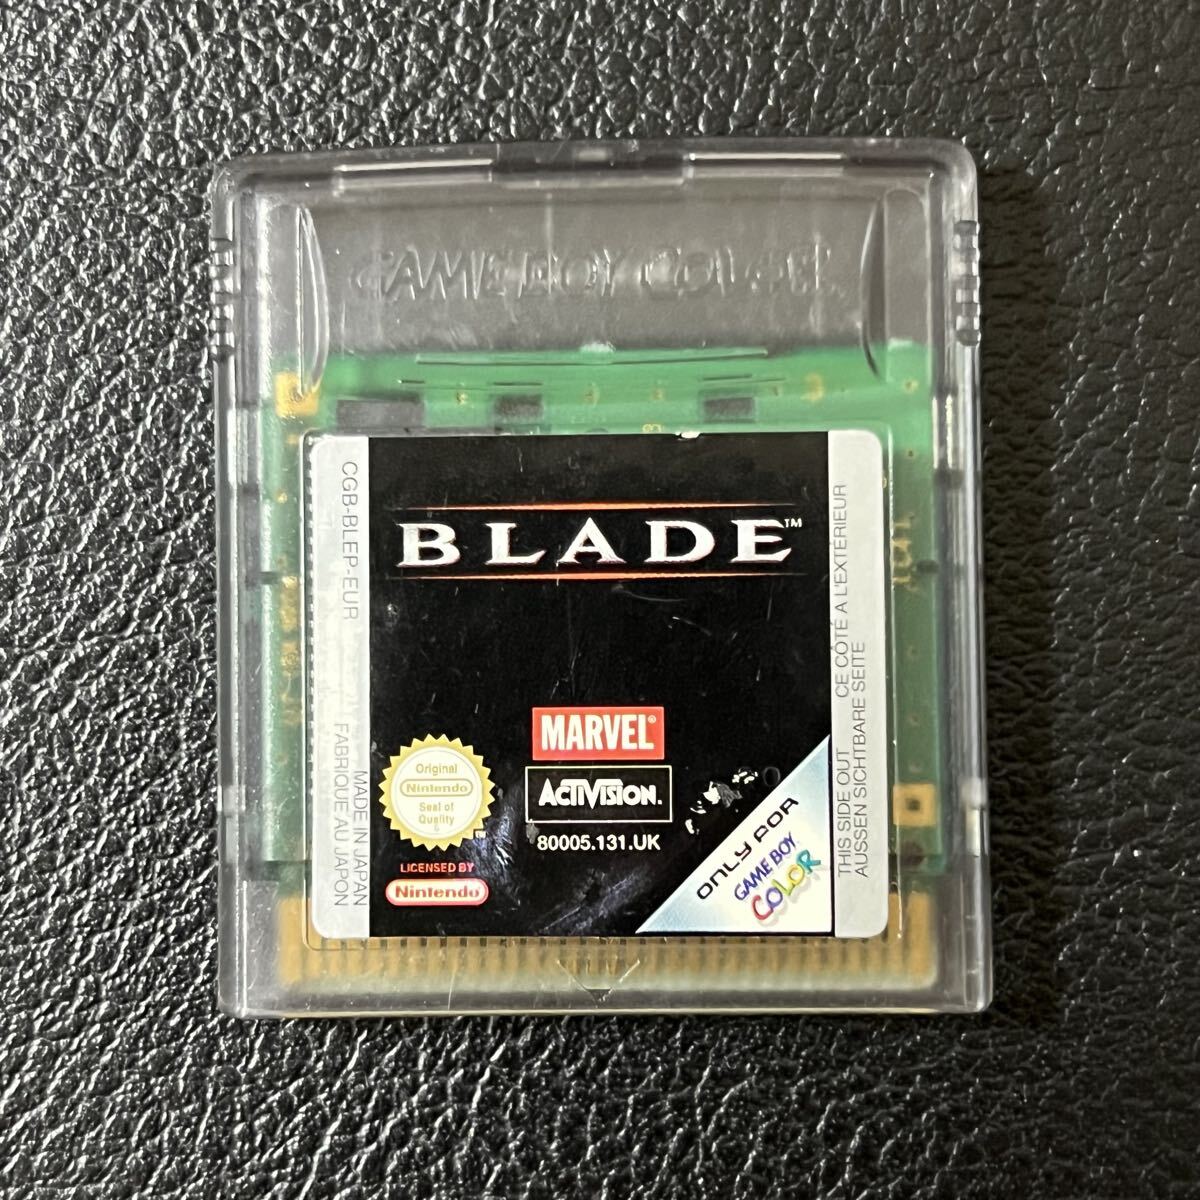 GAME BOY COLOR
CGB-BLEP-EUR
MADE IN JAPAN
FABRIQUE AU JAPON
BLADE™
MARVEL®
ACTIVISION.
80005.131.UK
Original
Nintendo
Seal of
Quality
™
LICENSED BY
Nintendo
ONLY FOR
GAME BOY
COLOR
THIS SIDE OUT CE CÔTÉ A L'EXTÉRIEUR
AUSSEN SICHTBARE SEITE